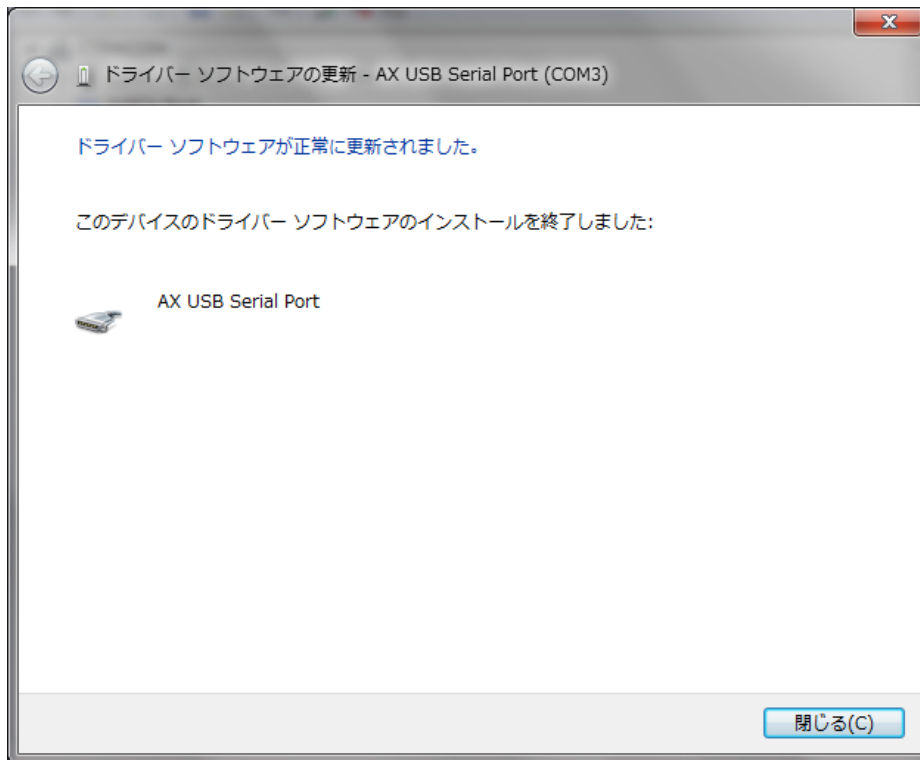 ドライバー ソフトウェアの更新 - AX USB Serial Port (COM3)
ドライバー ソフトウェアが正常に更新されました。
このデバイスのドライバー ソフトウェアのインストールを終了しました:
AX USB Serial Port
閉じる(C)